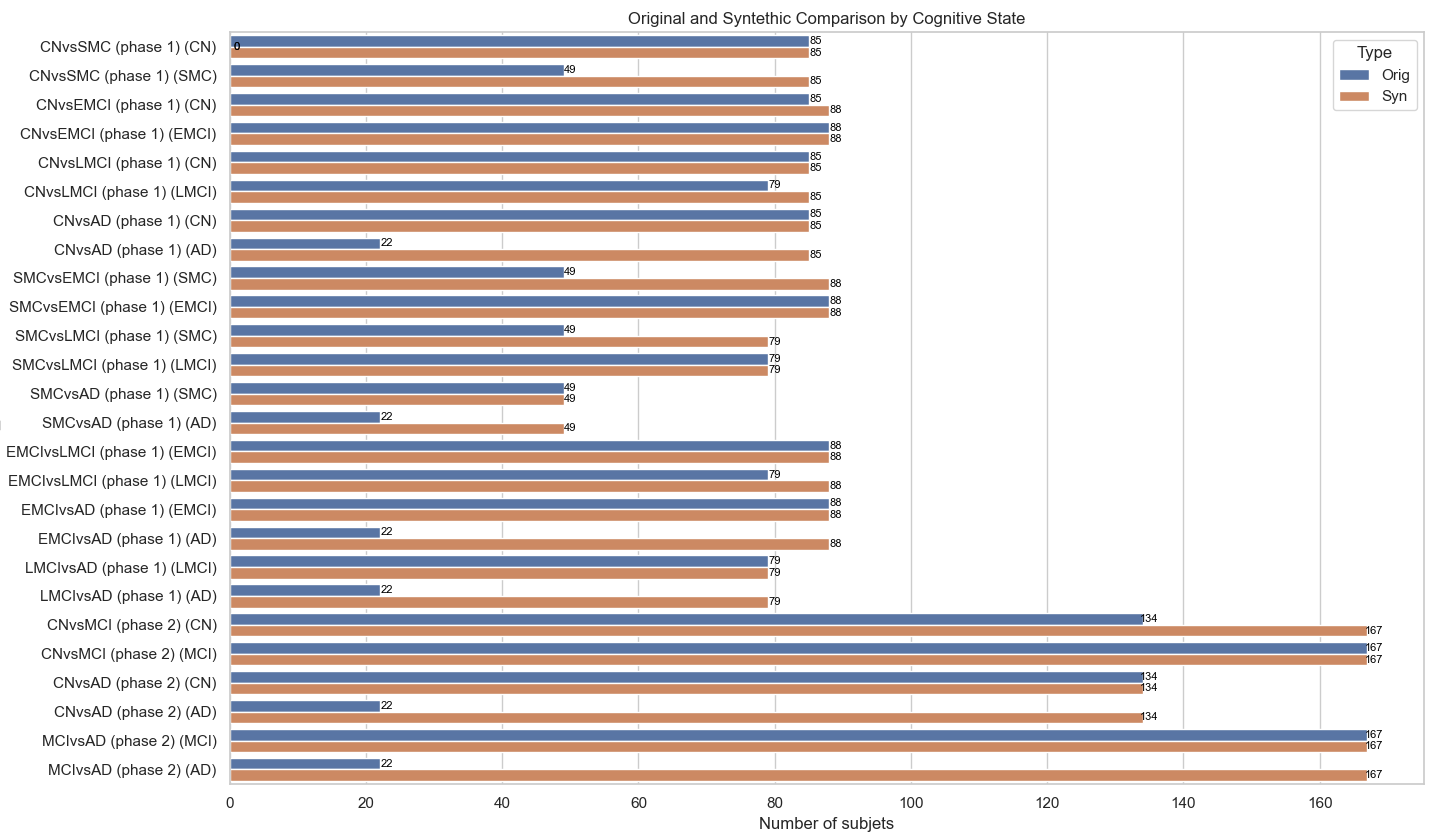 Original and Syntethic Comparison by Cognitive State
Type
Orig
Syn
CNvsSMC (phase 1) (CN) 0 85 85
CNvsSMC (phase 1) (SMC) 49 85
CNvsEMCI (phase 1) (CN) 85 88
CNvsEMCI (phase 1) (EMCI) 88 88
CNvsLMCI (phase 1) (CN) 85 85
CNvsLMCI (phase 1) (LMCI) 79 85
CNvsAD (phase 1) (CN) 85 85
CNvsAD (phase 1) (AD) 22 85
SMCvsEMCI (phase 1) (SMC) 49 88
SMCvsEMCI (phase 1) (EMCI) 88 88
SMCvsLMCI (phase 1) (SMC) 49 79
SMCvsLMCI (phase 1) (LMCI) 79 79
SMCvsAD (phase 1) (SMC) 49 49
SMCvsAD (phase 1) (AD) 22 49
EMCIvsLMCI (phase 1) (EMCI) 88 88
EMCIvsLMCI (phase 1) (LMCI) 79 88
EMCIvsAD (phase 1) (EMCI) 88 88
EMCIvsAD (phase 1) (AD) 22 88
LMCIvsAD (phase 1) (LMCI) 79 79
LMCIvsAD (phase 1) (AD) 22 79
CNvsMCI (phase 2) (CN) 134 167
CNvsMCI (phase 2) (MCI) 167 167
CNvsAD (phase 2) (CN) 134 134
CNvsAD (phase 2) (AD) 22 134
MCIvsAD (phase 2) (MCI) 167 167
MCIvsAD (phase 2) (AD) 22 167
0 20 40 60 80 100 120 140 160
Number of subjets